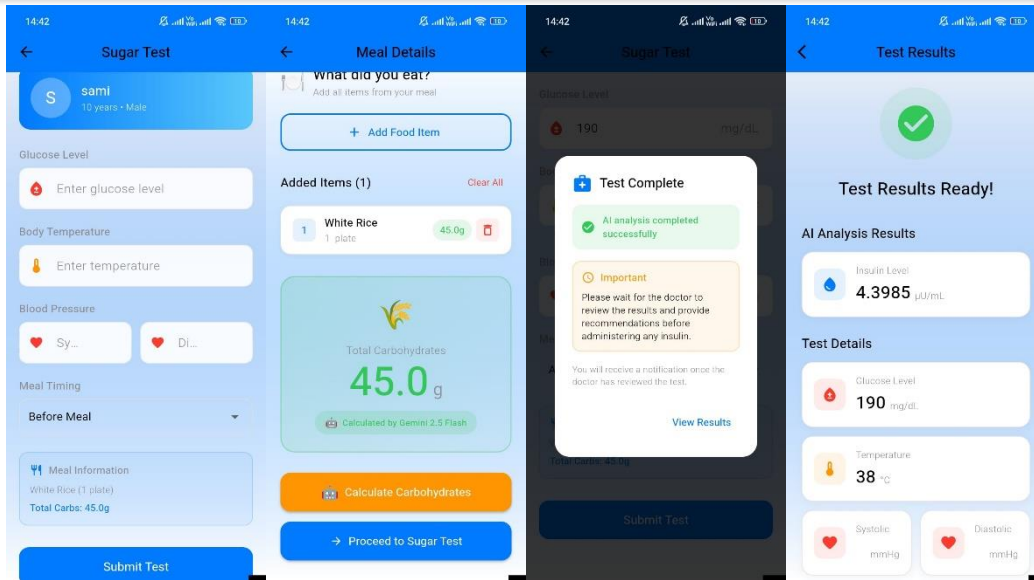 14:42
Sugar Test
S
sami
10 years • Male
Glucose Level
Enter glucose level
Body Temperature
Enter temperature
Blood Pressure
Sy...
Di...
Meal Timing
Before Meal
Meal Information
White Rice (1 plate)
Total Carbs: 45.0g
Submit Test
14:42
Meal Details
What did you eat?
Add all items from your meal
+ Add Food Item
Added Items (1)
Clear All
1
White Rice
1 plate
45.0g
Total Carbohydrates
45.0 g
Calculated by Gemini 2.5 Flash
Calculate Carbohydrates
→ Proceed to Sugar Test
14:42
Sugar Test
Glucose Level
190
mg/dL
Test Complete
AI analysis completed
successfully
Important
Please wait for the doctor to
review the results and provide
recommendations before
administering any insulin.
You will receive a notification once the
doctor has reviewed the test.
View Results
Total Carbs: 45.0g
Submit Test
14:42
Test Results
Test Results Ready!
AI Analysis Results
Insulin Level
4.3985 μU/mL
Test Details
Glucose Level
190 mg/dL
Temperature
38 °C
Systolic
mmHg
Diastolic
mmHg